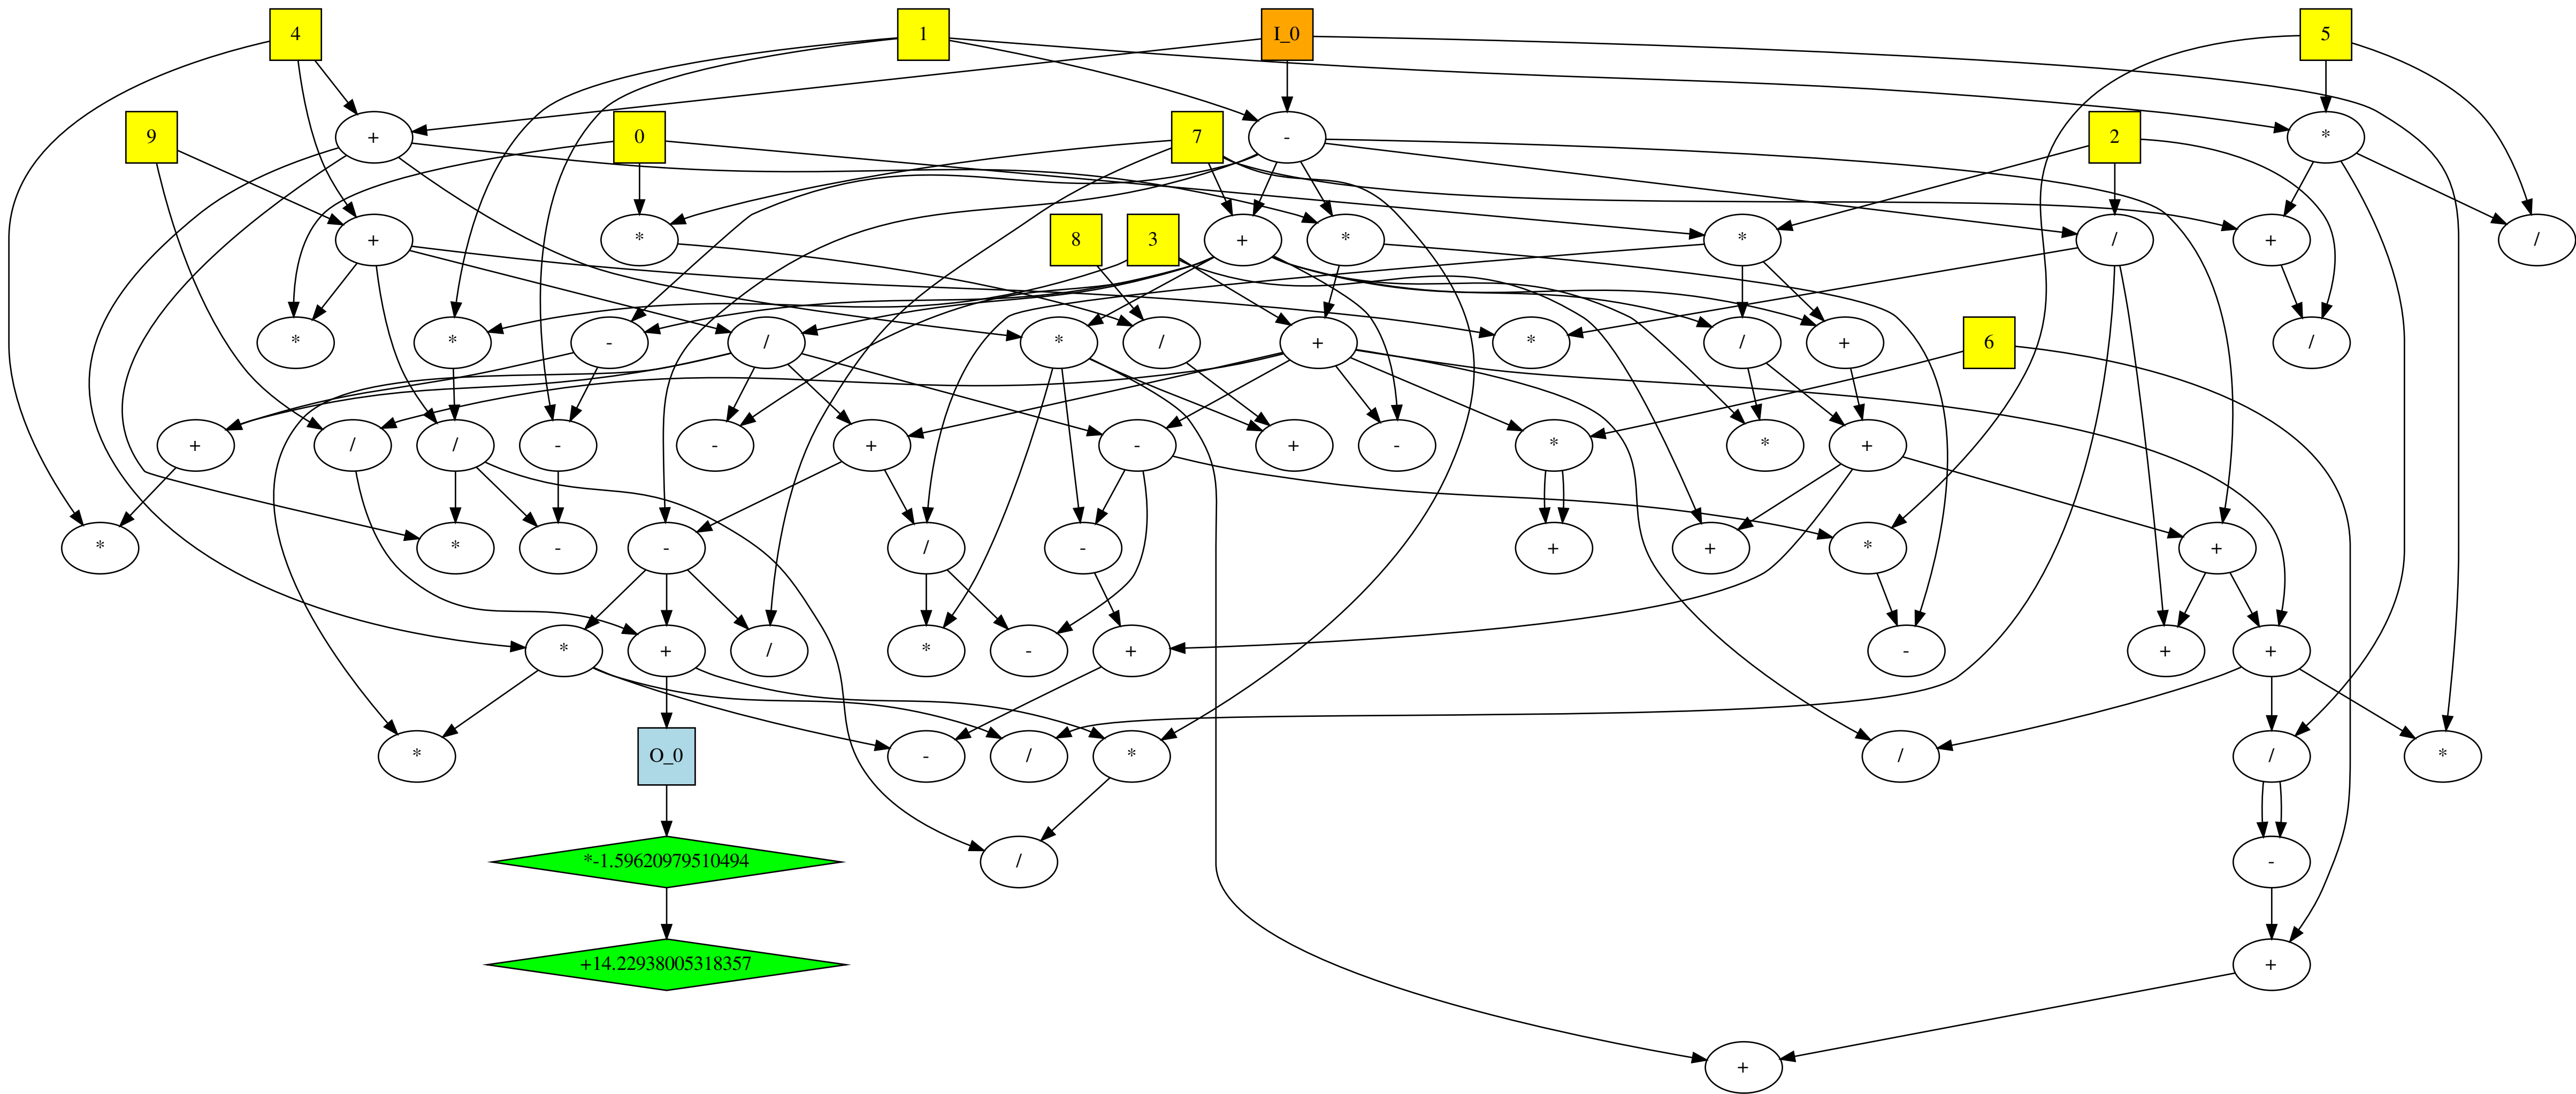 4 1 I_0 5
9 + 0 7 - 2 *
+ * 8 3 + * * / + /
* * - / * / + * / + 6 /
+ / / - - + - + - * * +
* * - - / - + + * +
* + / * - + - + +
* O_0 - / * / / *
*-1.59620979510494 / -
+14.22938005318357 +
+